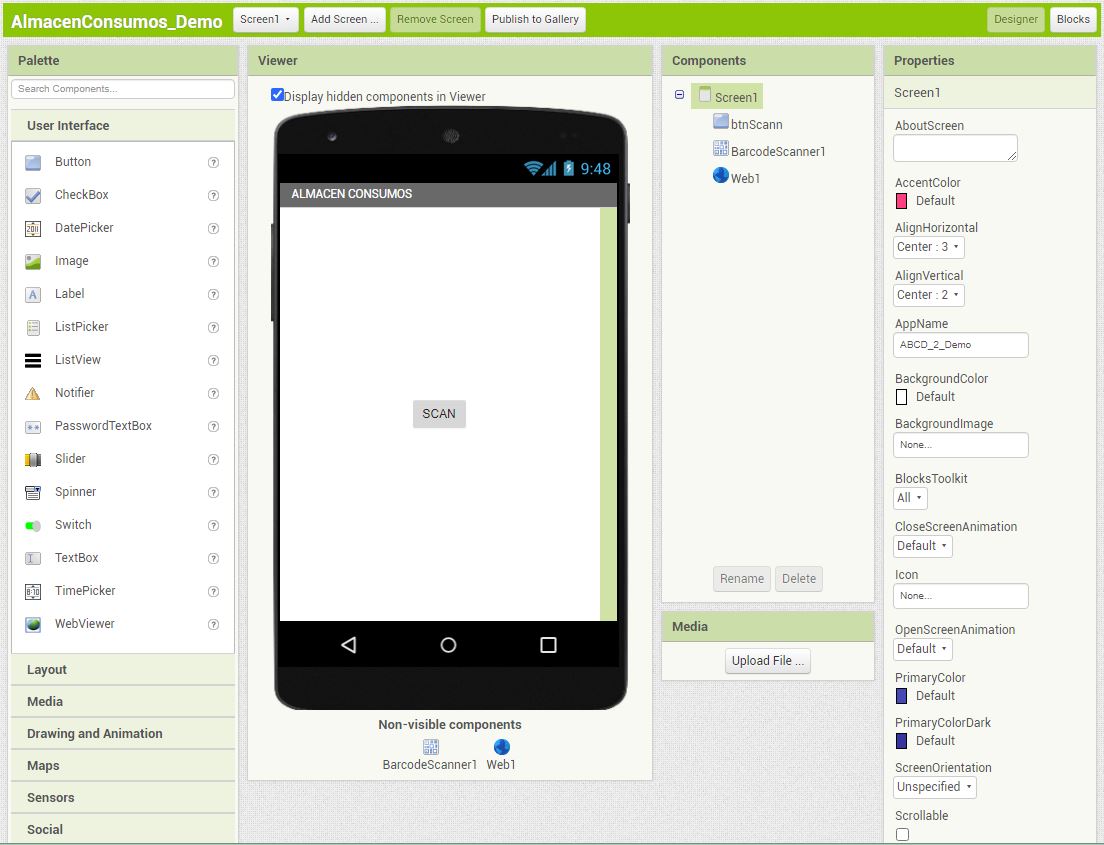 AlmacenConsumos_Demo Screen1 Add Screen ... Remove Screen Publish to Gallery Designer Blocks
Palette
Search Components...
User Interface
Button ?
CheckBox ?
DatePicker ?
Image ?
Label ?
ListPicker ?
ListView ?
Notifier ?
PasswordTextBox ?
Slider ?
Spinner ?
Switch ?
TextBox ?
TimePicker ?
WebViewer ?
Layout
Media
Drawing and Animation
Maps
Sensors
Social
Viewer
Display hidden components in Viewer
9:48
ALMACEN CONSUMOS
SCAN
Non-visible components
BarcodeScanner1 Web1
Components
Screen1
btnScann
BarcodeScanner1
Web1
Rename Delete
Media
Upload File ...
Properties
Screen1
AboutScreen
AccentColor
Default
AlignHorizontal
Center : 3
AlignVertical
Center : 2
AppName
ABCD_2_Demo
BackgroundColor
Default
BackgroundImage
None...
BlocksToolkit
All
CloseScreenAnimation
Default
Icon
None...
OpenScreenAnimation
Default
PrimaryColor
Default
PrimaryColorDark
Default
ScreenOrientation
Unspecified
Scrollable